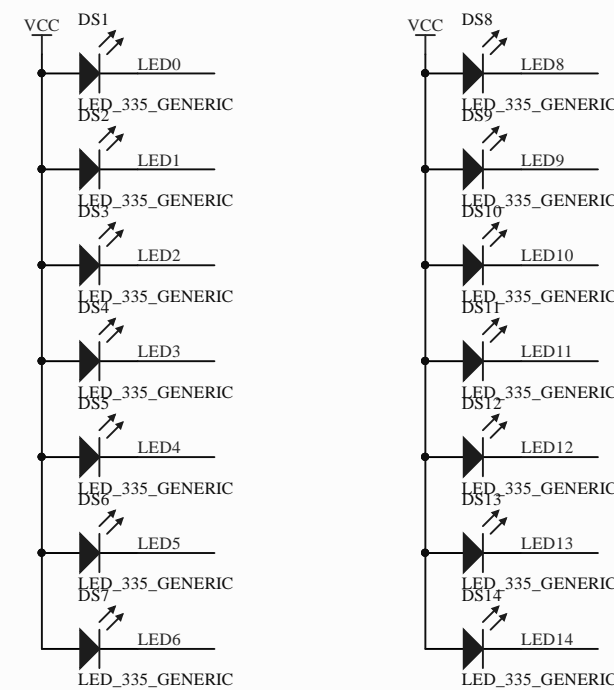 VCC
DS1
LED0
LED_335_GENERIC
DS2
LED1
LED_335_GENERIC
DS3
LED2
LED_335_GENERIC
DS4
LED3
LED_335_GENERIC
DS5
LED4
LED_335_GENERIC
DS6
LED5
LED_335_GENERIC
DS7
LED6
LED_335_GENERIC
VCC
DS8
LED8
LED_335_GENERIC
DS9
LED9
LED_335_GENERIC
DS10
LED10
LED_335_GENERIC
DS11
LED11
LED_335_GENERIC
DS12
LED12
LED_335_GENERIC
DS13
LED13
LED_335_GENERIC
DS14
LED14
LED_335_GENERIC